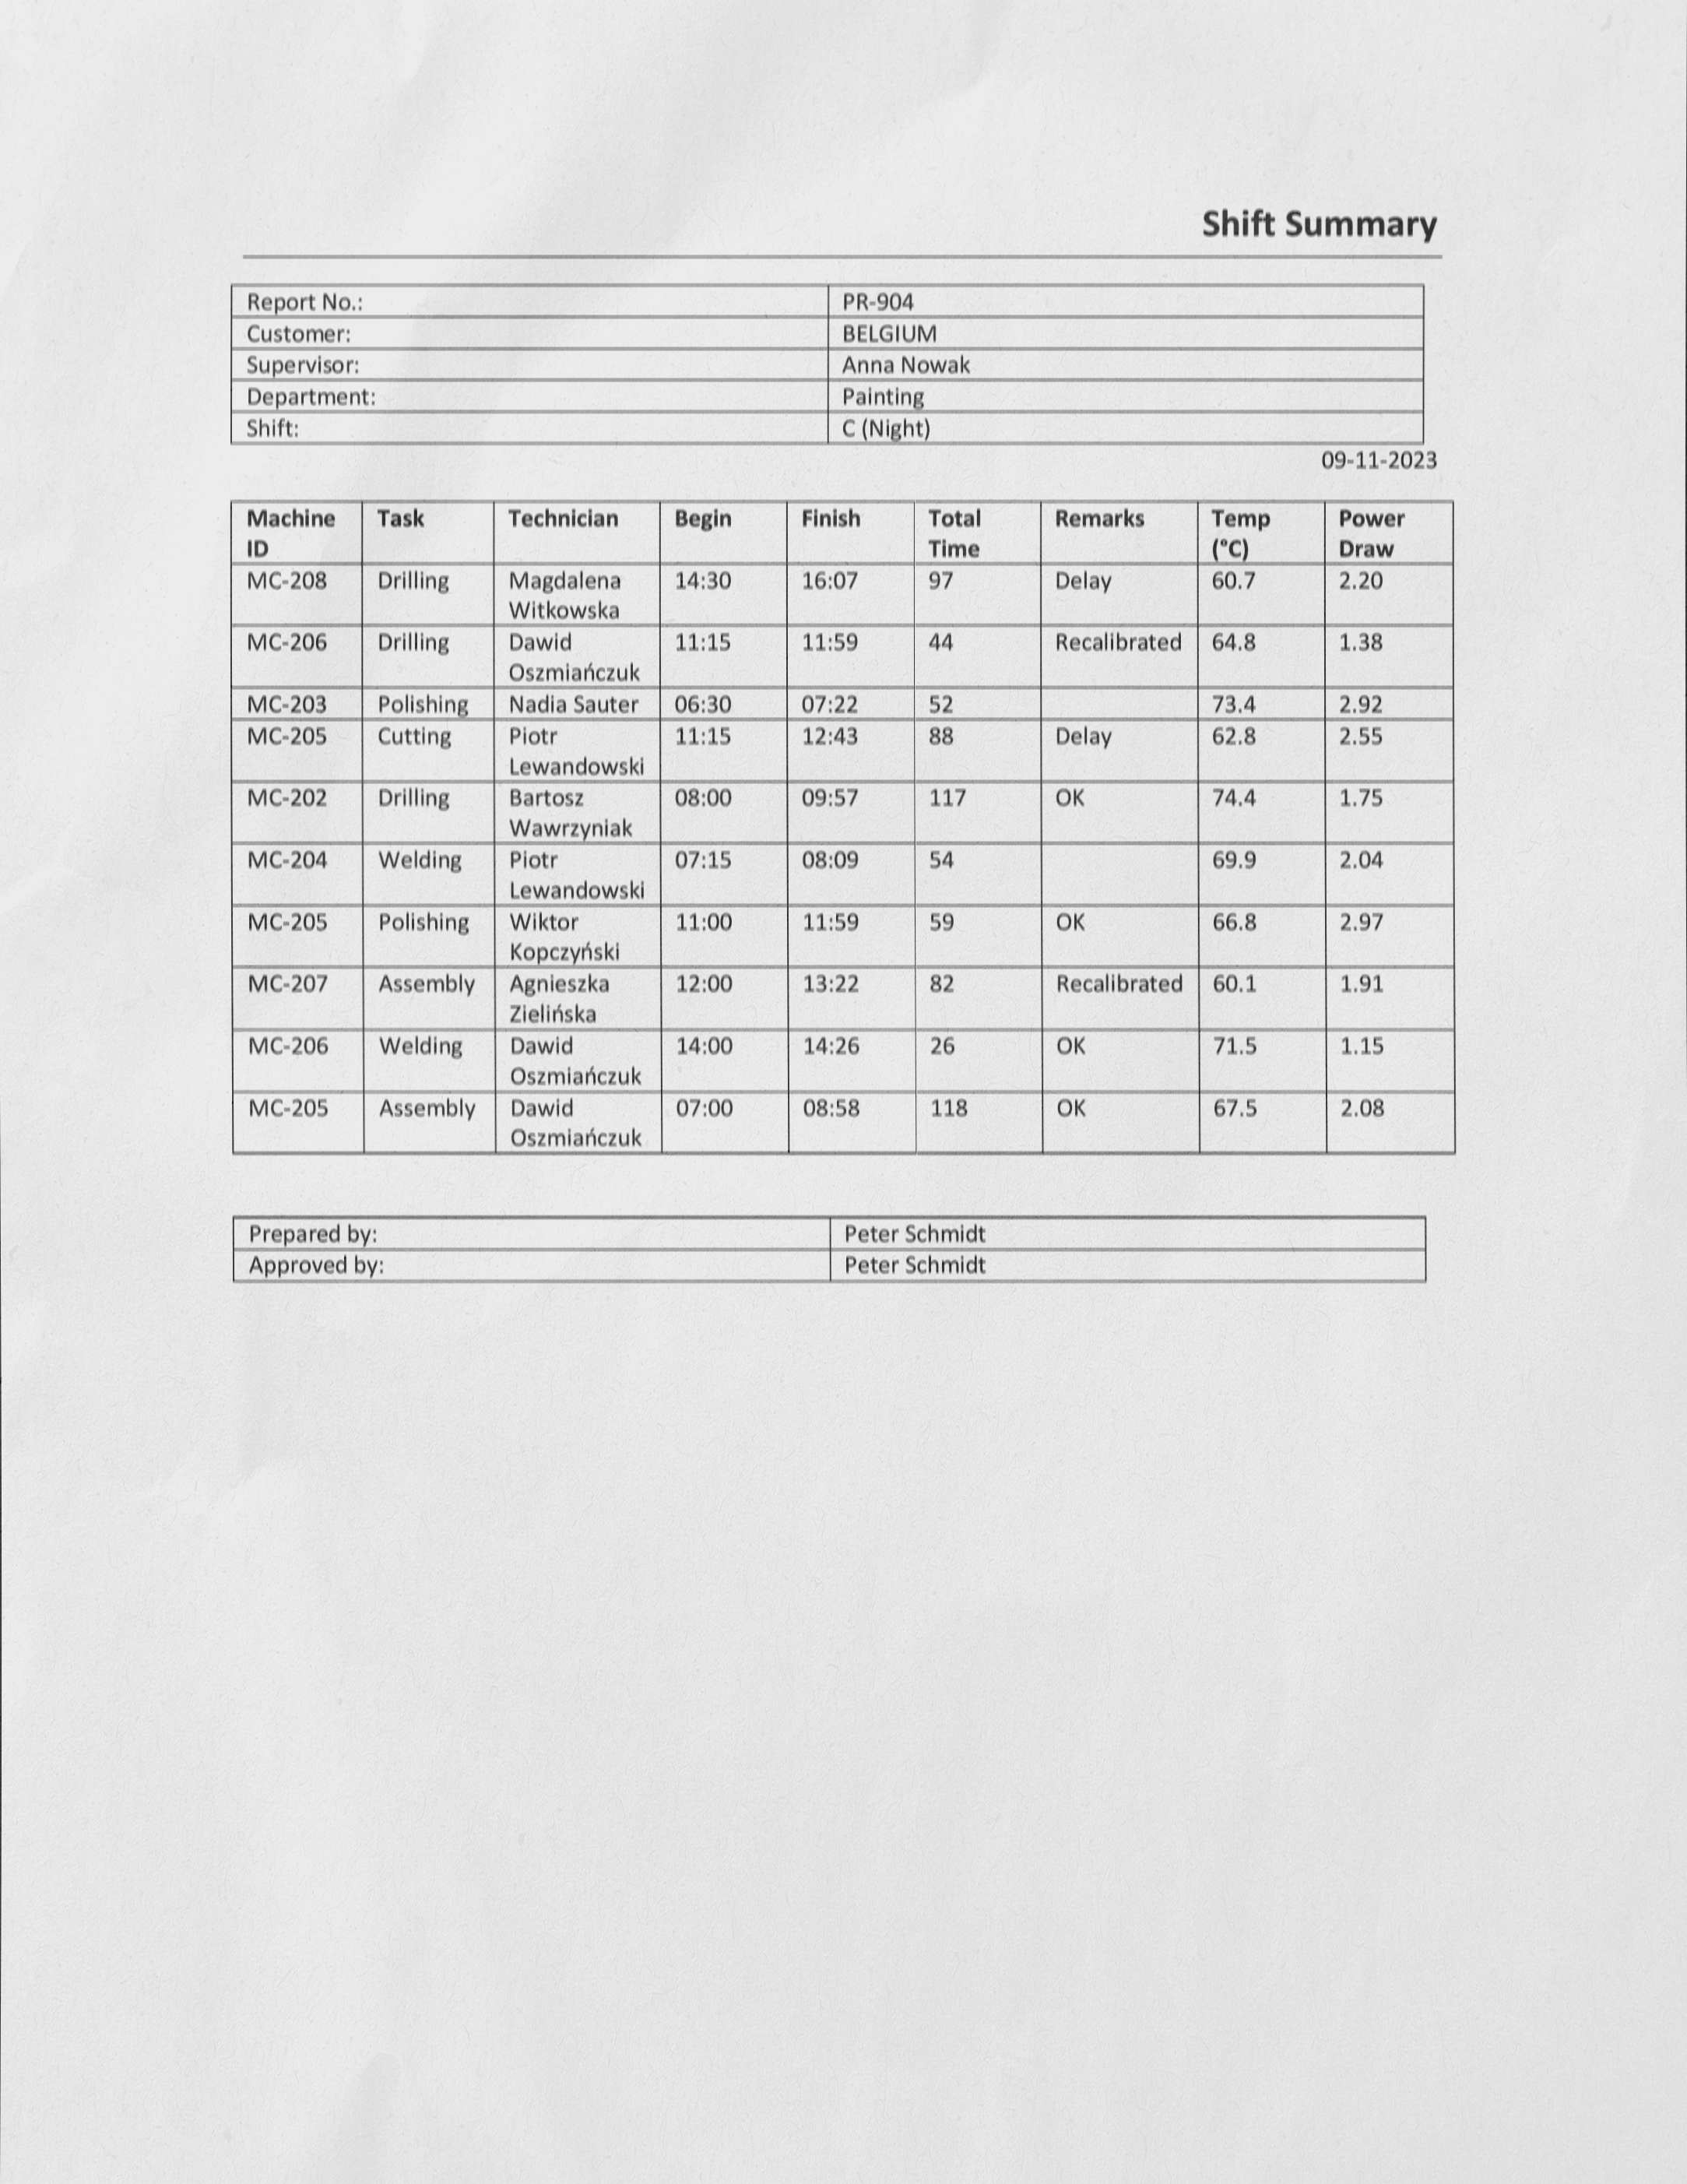 Shift Summary
Report No.: PR-904
Customer: BELGIUM
Supervisor: Anna Nowak
Department: Painting
Shift: C (Night)
09-11-2023
Machine ID Task Technician Begin Finish Total Time Remarks Temp (°C) Power Draw
MC-208 Drilling Magdalena Witkowska 14:30 16:07 97 Delay 60.7 2.20
MC-206 Drilling Dawid Oszmiańczuk 11:15 11:59 44 Recalibrated 64.8 1.38
MC-203 Polishing Nadia Sauter 06:30 07:22 52 73.4 2.92
MC-205 Cutting Piotr Lewandowski 11:15 12:43 88 Delay 62.8 2.55
MC-202 Drilling Bartosz Wawrzyniak 08:00 09:57 117 OK 74.4 1.75
MC-204 Welding Piotr Lewandowski 07:15 08:09 54 69.9 2.04
MC-205 Polishing Wiktor Kopczyński 11:00 11:59 59 OK 66.8 2.97
MC-207 Assembly Agnieszka Zielińska 12:00 13:22 82 Recalibrated 60.1 1.91
MC-206 Welding Dawid Oszmiańczuk 14:00 14:26 26 OK 71.5 1.15
MC-205 Assembly Dawid Oszmiańczuk 07:00 08:58 118 OK 67.5 2.08
Prepared by: Peter Schmidt
Approved by: Peter Schmidt